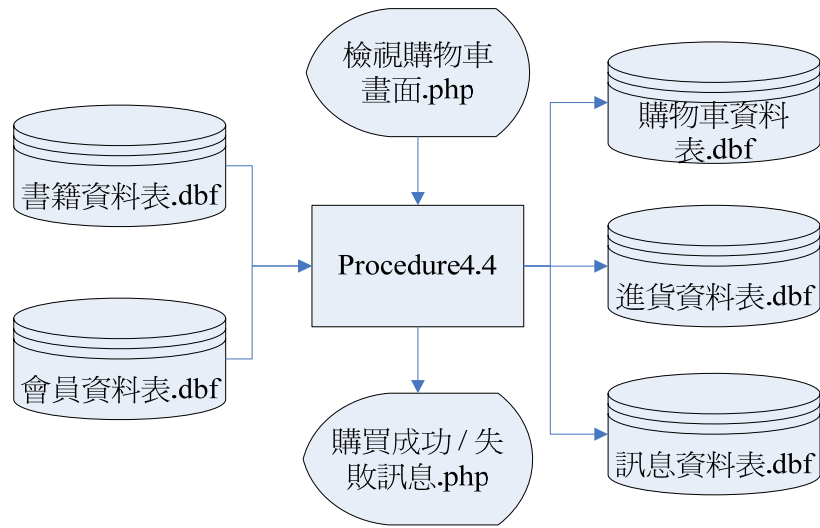 檢視購物車
畫面.php
購物車資料
表.dbf
書籍資料表.dbf
Procedure4.4
進貨資料表.dbf
會員資料表.dbf
購買成功 / 失
敗訊息.php
訊息資料表.dbf